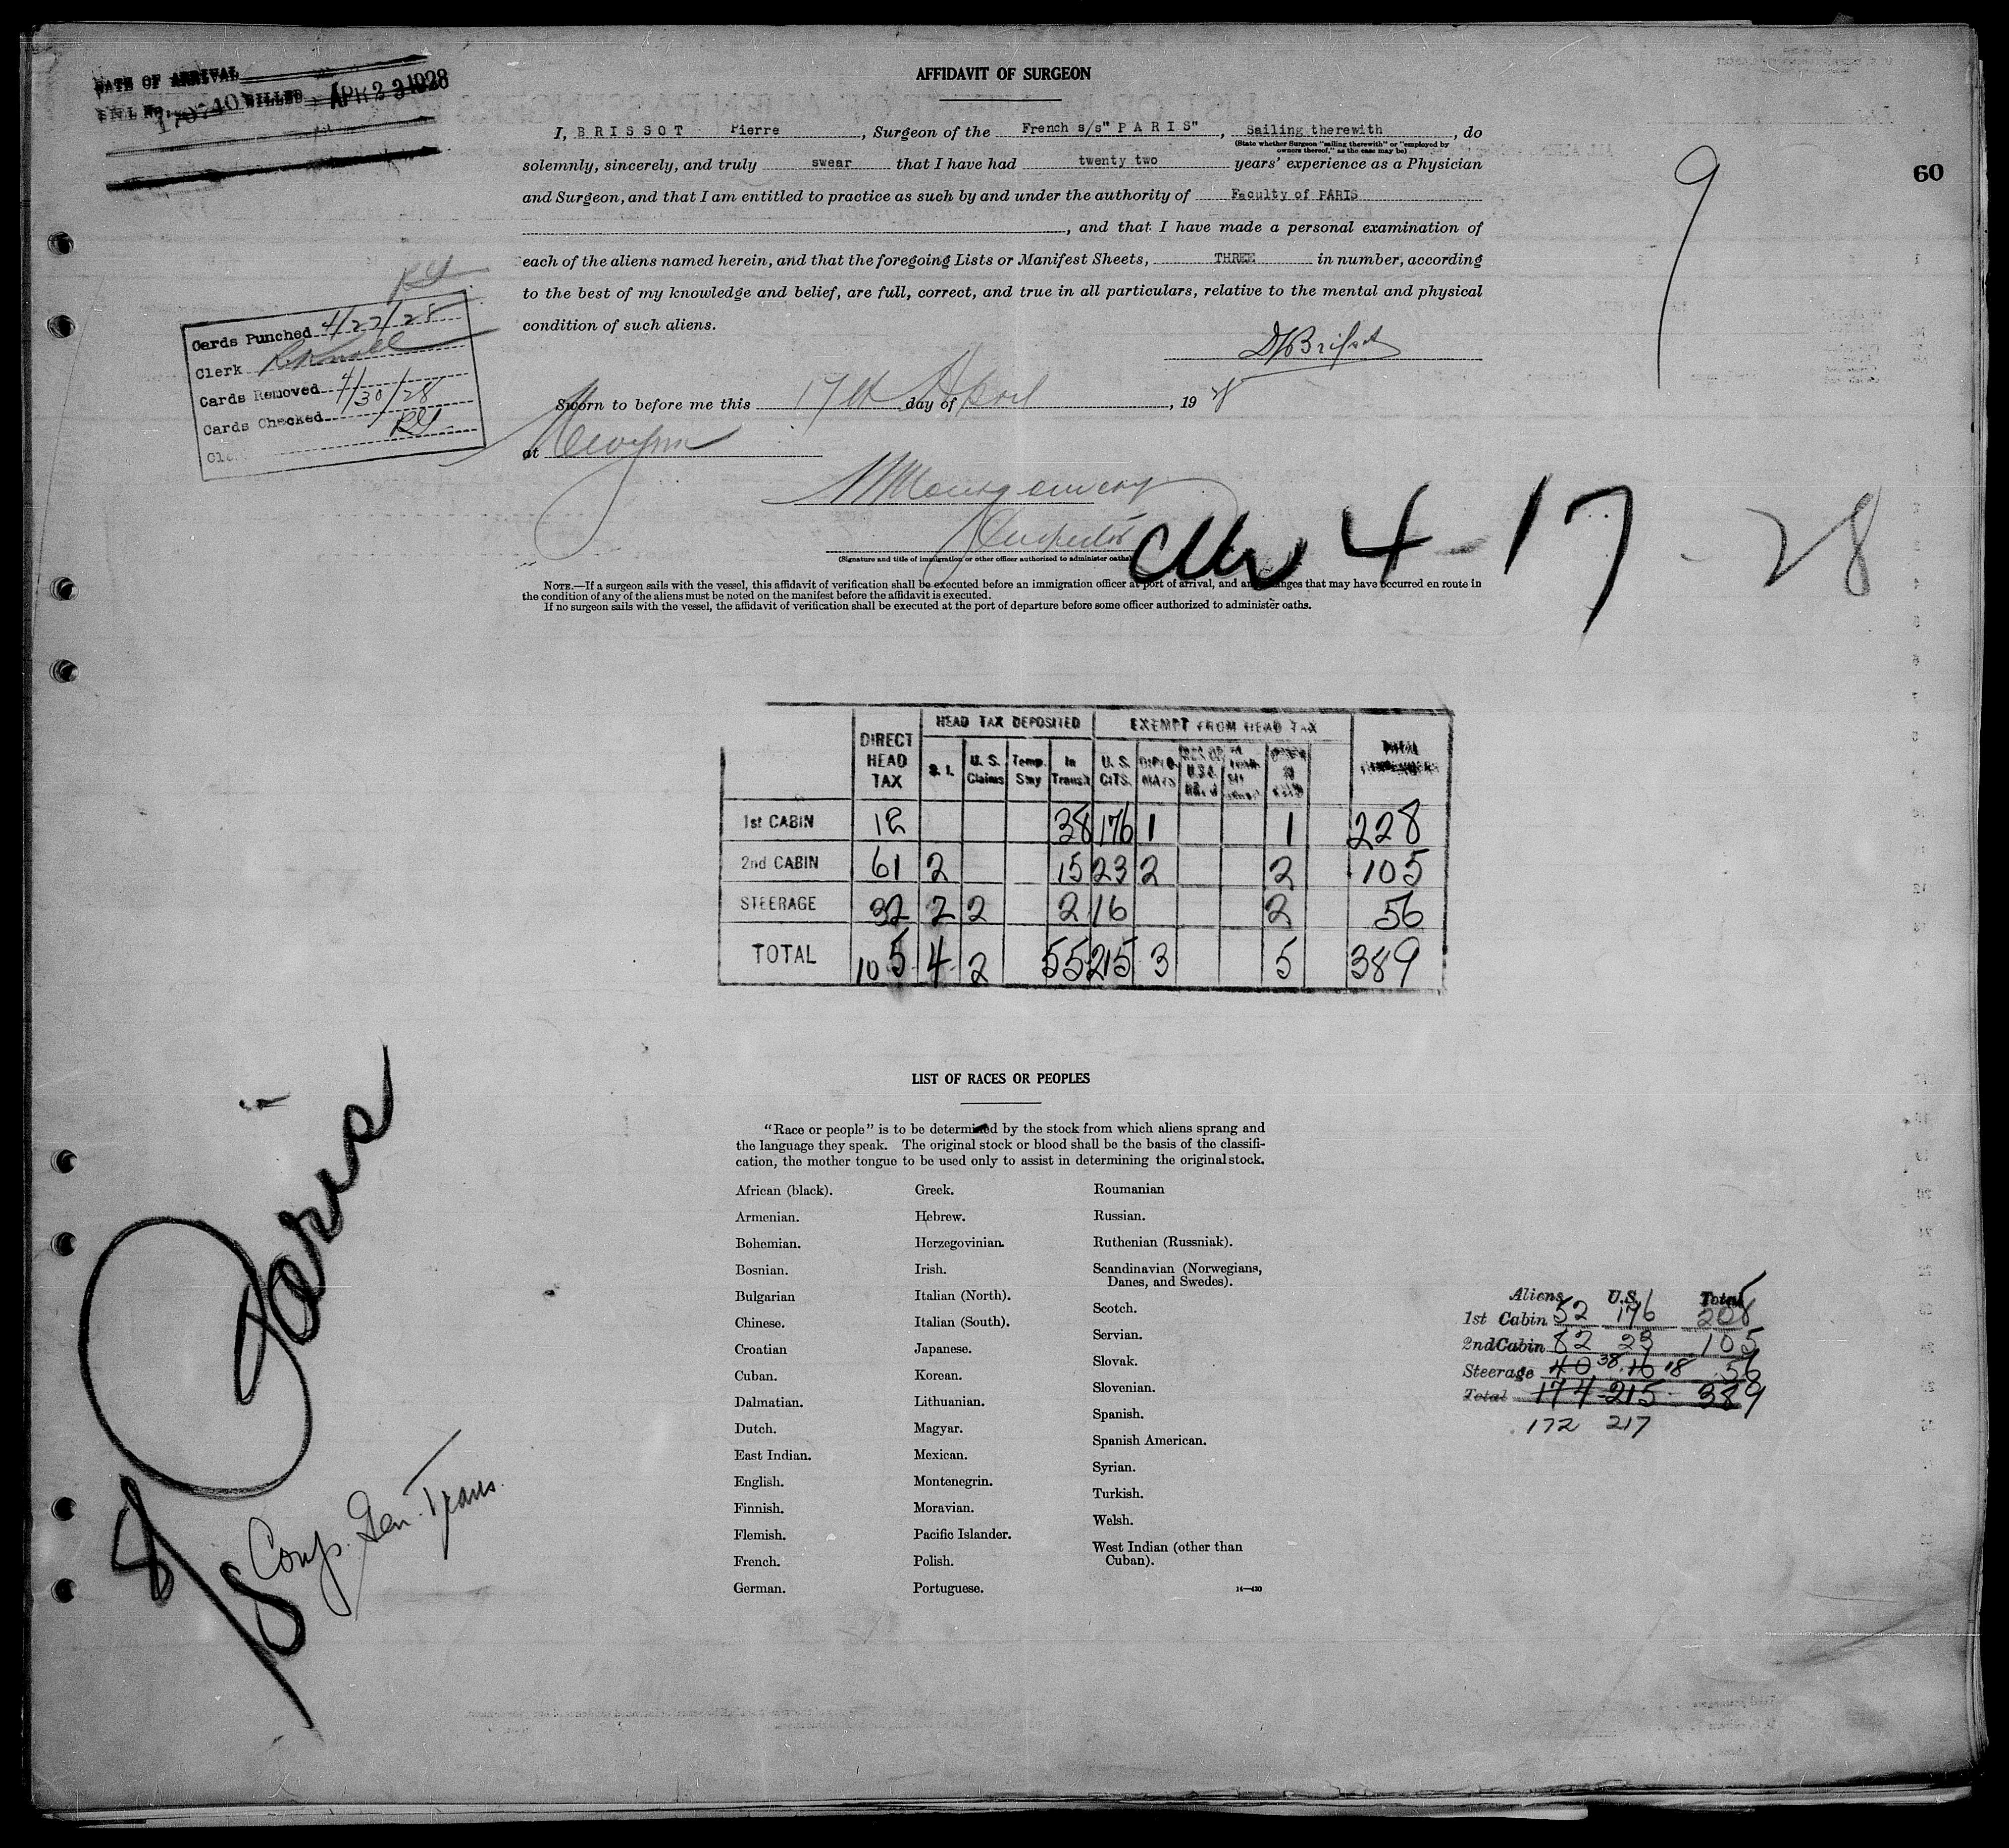 DATE OF ARRIVAL
BILL No. 170740 BILLED APR 23 1928
AFFIDAVIT OF SURGEON
I, BRISSOT Pierre, Surgeon of the French s/s "PARIS", Sailing therewith, do
(State whether Surgeon "sailing therewith" or "employed by
owners thereof," as the case may be)
solemnly, sincerely, and truly swear that I have had twenty two years' experience as a Physician
and Surgeon, and that I am entitled to practice as such by and under the authority of Faculty of PARIS
, and that I have made a personal examination of
each of the aliens named herein, and that the foregoing Lists or Manifest Sheets, THREE in number, according
to the best of my knowledge and belief, are full, correct, and true in all particulars, relative to the mental and physical
condition of such aliens.
9
60
Cards Punched 4/27/28
Clerk
Cards Removed
Cards Checked 4/30/28
Sworn to before me this 17th day of April, 1928
at
Montgomery
Inspector
(Signature and title of immigration or other officer authorized to administer oaths)
4-17-28
NOTE.—If a surgeon sails with the vessel, this affidavit of verification shall be executed before an immigration officer at port of arrival, and any changes that may have occurred en route in
the condition of any of the aliens must be noted on the manifest before the affidavit is executed.
If no surgeon sails with the vessel, the affidavit of verification shall be executed at the port of departure before some officer authorized to administer oaths.
HEAD TAX DEPOSITED EXEMPT FROM HEAD TAX
DIRECT HEAD TAX S. I. U. S. Claims Temp. Stay In Transit U. S. CITS. DIPLOMATS
1st CABIN 12 38 176 1 1 228
2nd CABIN 61 2 15 23 2 2 105
STEERAGE 32 2 2 2 16 2 56
TOTAL 105 4 2 55 215 3 5 389
LIST OF RACES OR PEOPLES
"Race or people" is to be determined by the stock from which aliens sprang and
the language they speak. The original stock or blood shall be the basis of the classifi-
cation, the mother tongue to be used only to assist in determining the original stock.
African (black).
Armenian.
Bohemian.
Bosnian.
Bulgarian
Chinese.
Croatian
Cuban.
Dalmatian.
Dutch.
East Indian.
English.
Finnish.
Flemish.
French.
German.
Greek.
Hebrew.
Herzegovinian.
Irish.
Italian (North).
Italian (South).
Japanese.
Korean.
Lithuanian.
Magyar.
Mexican.
Montenegrin.
Moravian.
Pacific Islander.
Polish.
Portuguese.
Roumanian
Russian.
Ruthenian (Russniak).
Scandinavian (Norwegians,
Danes, and Swedes).
Scotch.
Servian.
Slovak.
Slovenian.
Spanish.
Spanish American.
Syrian.
Turkish.
Welsh.
West Indian (other than
Cuban).
14—430
Aliens U.S. Total
1st Cabin 52 176 228
2nd Cabin 82 23 105
Steerage 40 38 16 18 56
Total 174 215 389
172 217
Paris
8/18
Comp. Gen. Trans.